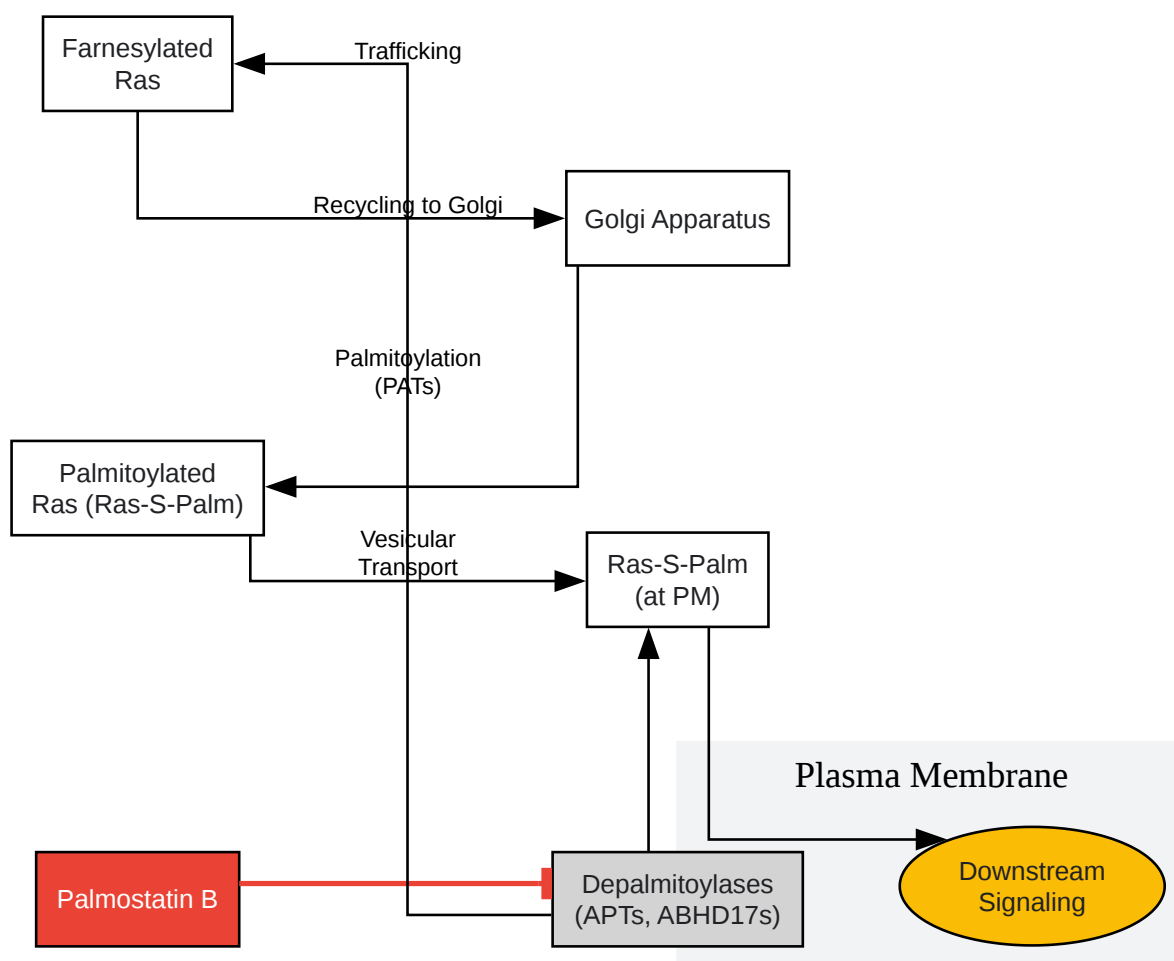 Farnesylated
Ras
Trafficking
Recycling to Golgi
Golgi Apparatus
Palmitoylation
(PATs)
Palmitoylated
Ras (Ras-S-Palm)
Vesicular
Transport
Ras-S-Palm
(at PM)
Plasma Membrane
Palmostatin B
Depalmitoylases
(APTs, ABHD17s)
Downstream
Signaling